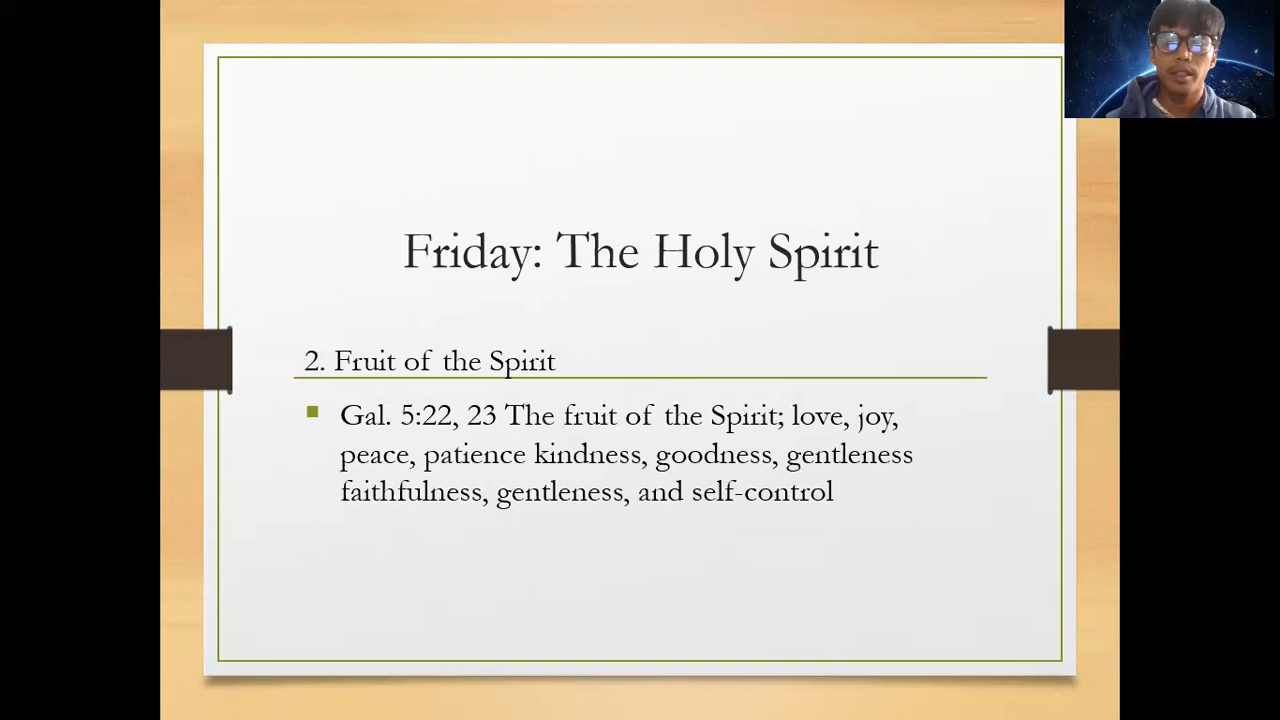 Friday: The Holy Spirit
2. Fruit of the Spirit
Gal. 5:22, 23 The fruit of the Spirit; love, joy,
peace, patience kindness, goodness, gentleness
faithfulness, gentleness, and self-control